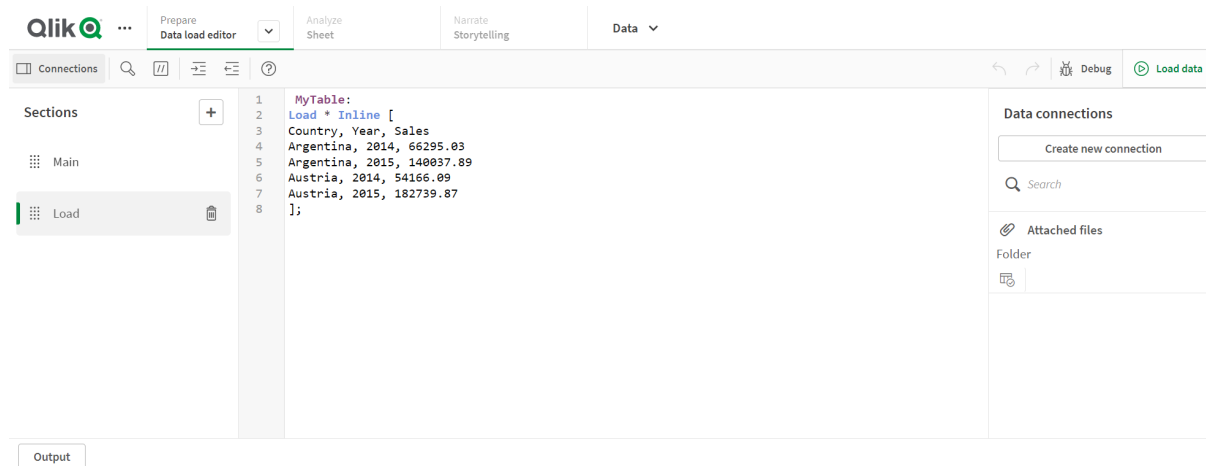 Qlik
Prepare
Data load editor
Analyze
Sheet
Narrate
Storytelling
Data
Connections
//
?
Debug
Load data
Sections
+
Main
Load
1 MyTable:
2 Load * Inline [
3 Country, Year, Sales
4 Argentina, 2014, 66295.03
5 Argentina, 2015, 140037.89
6 Austria, 2014, 54166.09
7 Austria, 2015, 182739.87
8 ];
Data connections
Create new connection
Search
Attached files
Folder
Output